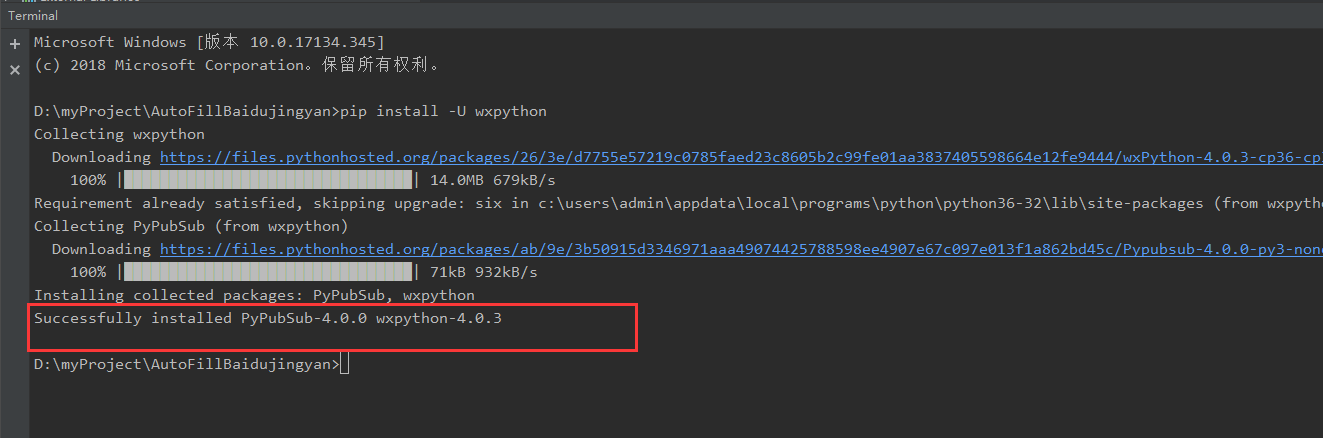 Terminal
Microsoft Windows [版本 10.0.17134.345]
(c) 2018 Microsoft Corporation。保留所有权利。
D:\myProject\AutoFillBaidujingyan>pip install -U wxpython
Collecting wxpython
Downloading https://files.pythonhosted.org/packages/26/3e/d7755e57219c0785faed23c8605b2c99fe01aa3837405598664e12fe9444/wxPython-4.0.3-cp36-cp
100% | | 14.0MB 679kB/s
Requirement already satisfied, skipping upgrade: six in c:\users\admin\appdata\local\programs\python\python36-32\lib\site-packages (from wxpytho
Collecting PyPubSub (from wxpython)
Downloading https://files.pythonhosted.org/packages/ab/9e/3b50915d3346971aaa49074425788598ee4907e67c097e013f1a862bd45c/Pypubsub-4.0.0-py3-non
100% | | 71kB 932kB/s
Installing collected packages: PyPubSub, wxpython
Successfully installed PyPubSub-4.0.0 wxpython-4.0.3
D:\myProject\AutoFillBaidujingyan>